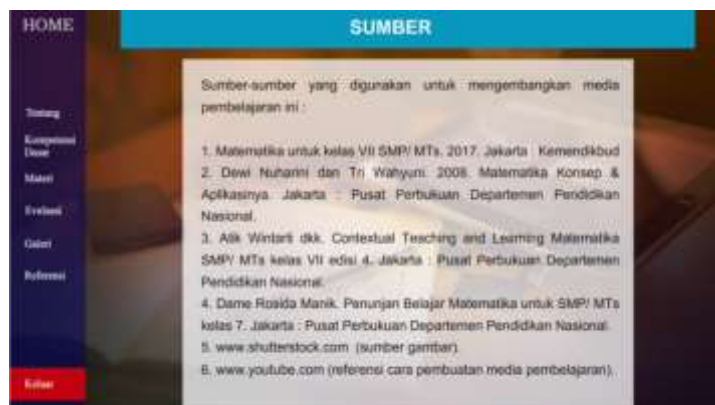 HOME
SUMBER
Tentang
Kompetensi
Dasar
Materi
Evaluasi
Galeri
Referensi
Keluar
Sumber-sumber yang digunakan untuk mengembangkan media
pembelajaran ini :
1. Matematika untuk kelas VII SMP/ MTs. 2017. Jakarta : Kemendikbud
2. Dewi Nuharini dan Tri Wahyuni. 2008. Matematika Konsep &
Aplikasinya. Jakarta : Pusat Perbukuan Departemen Pendidikan
Nasional.
3. Atik Wintarti dkk. Contextual Teaching and Learning Matematika
SMP/ MTs kelas VII edisi 4. Jakarta : Pusat Perbukuan Departemen
Pendidikan Nasional.
4. Dame Rosida Manik. Penunjan Belajar Matematika untuk SMP/ MTs
kelas 7. Jakarta : Pusat Perbukuan Departemen Pendidikan Nasional.
5. www.shutterstock.com (sumber gambar).
6. www.youtube.com (referensi cara pembuatan media pembelajaran).